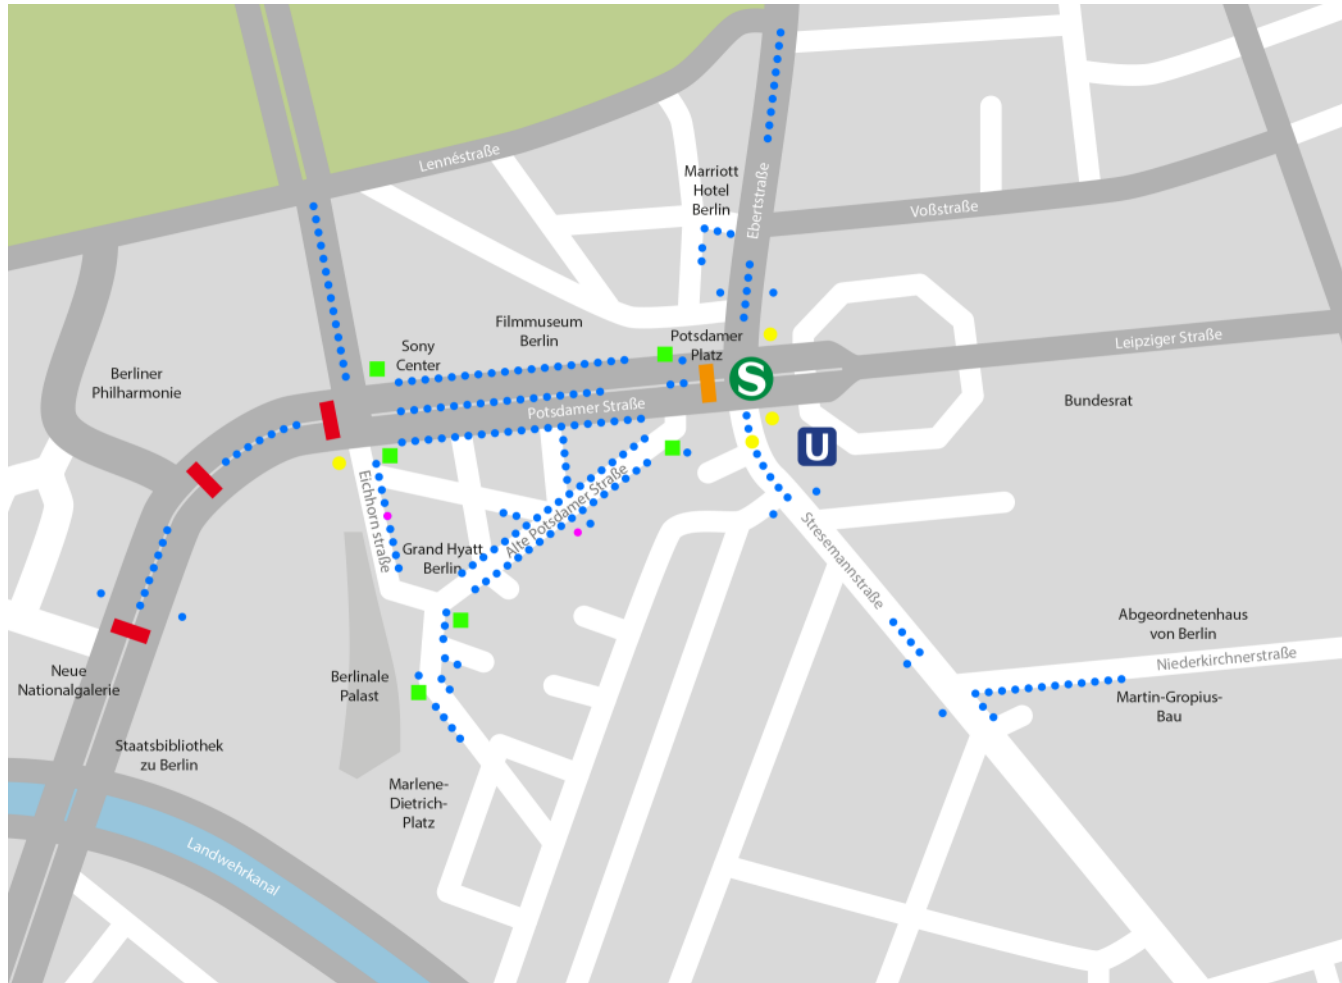 Lennéstraße
Marriott
Hotel
Berlin
Ebertstraße
Voßstraße
Filmmuseum
Berlin
Potsdamer
Platz
Leipziger Straße
Sony
Center
Berliner
Philharmonie
S
Potsdamer Straße
Bundesrat
U
Eichhorn straße
Alte Potsdamer Straße
Grand Hyatt
Berlin
Stresemannstraße
Abgeordnetenhaus
von Berlin
Niederkirchnerstraße
Neue
Nationalgalerie
Berlinale
Palast
Martin-Gropius-
Bau
Staatsbibliothek
zu Berlin
Marlene-
Dietrich-
Platz
Landwehrkanal